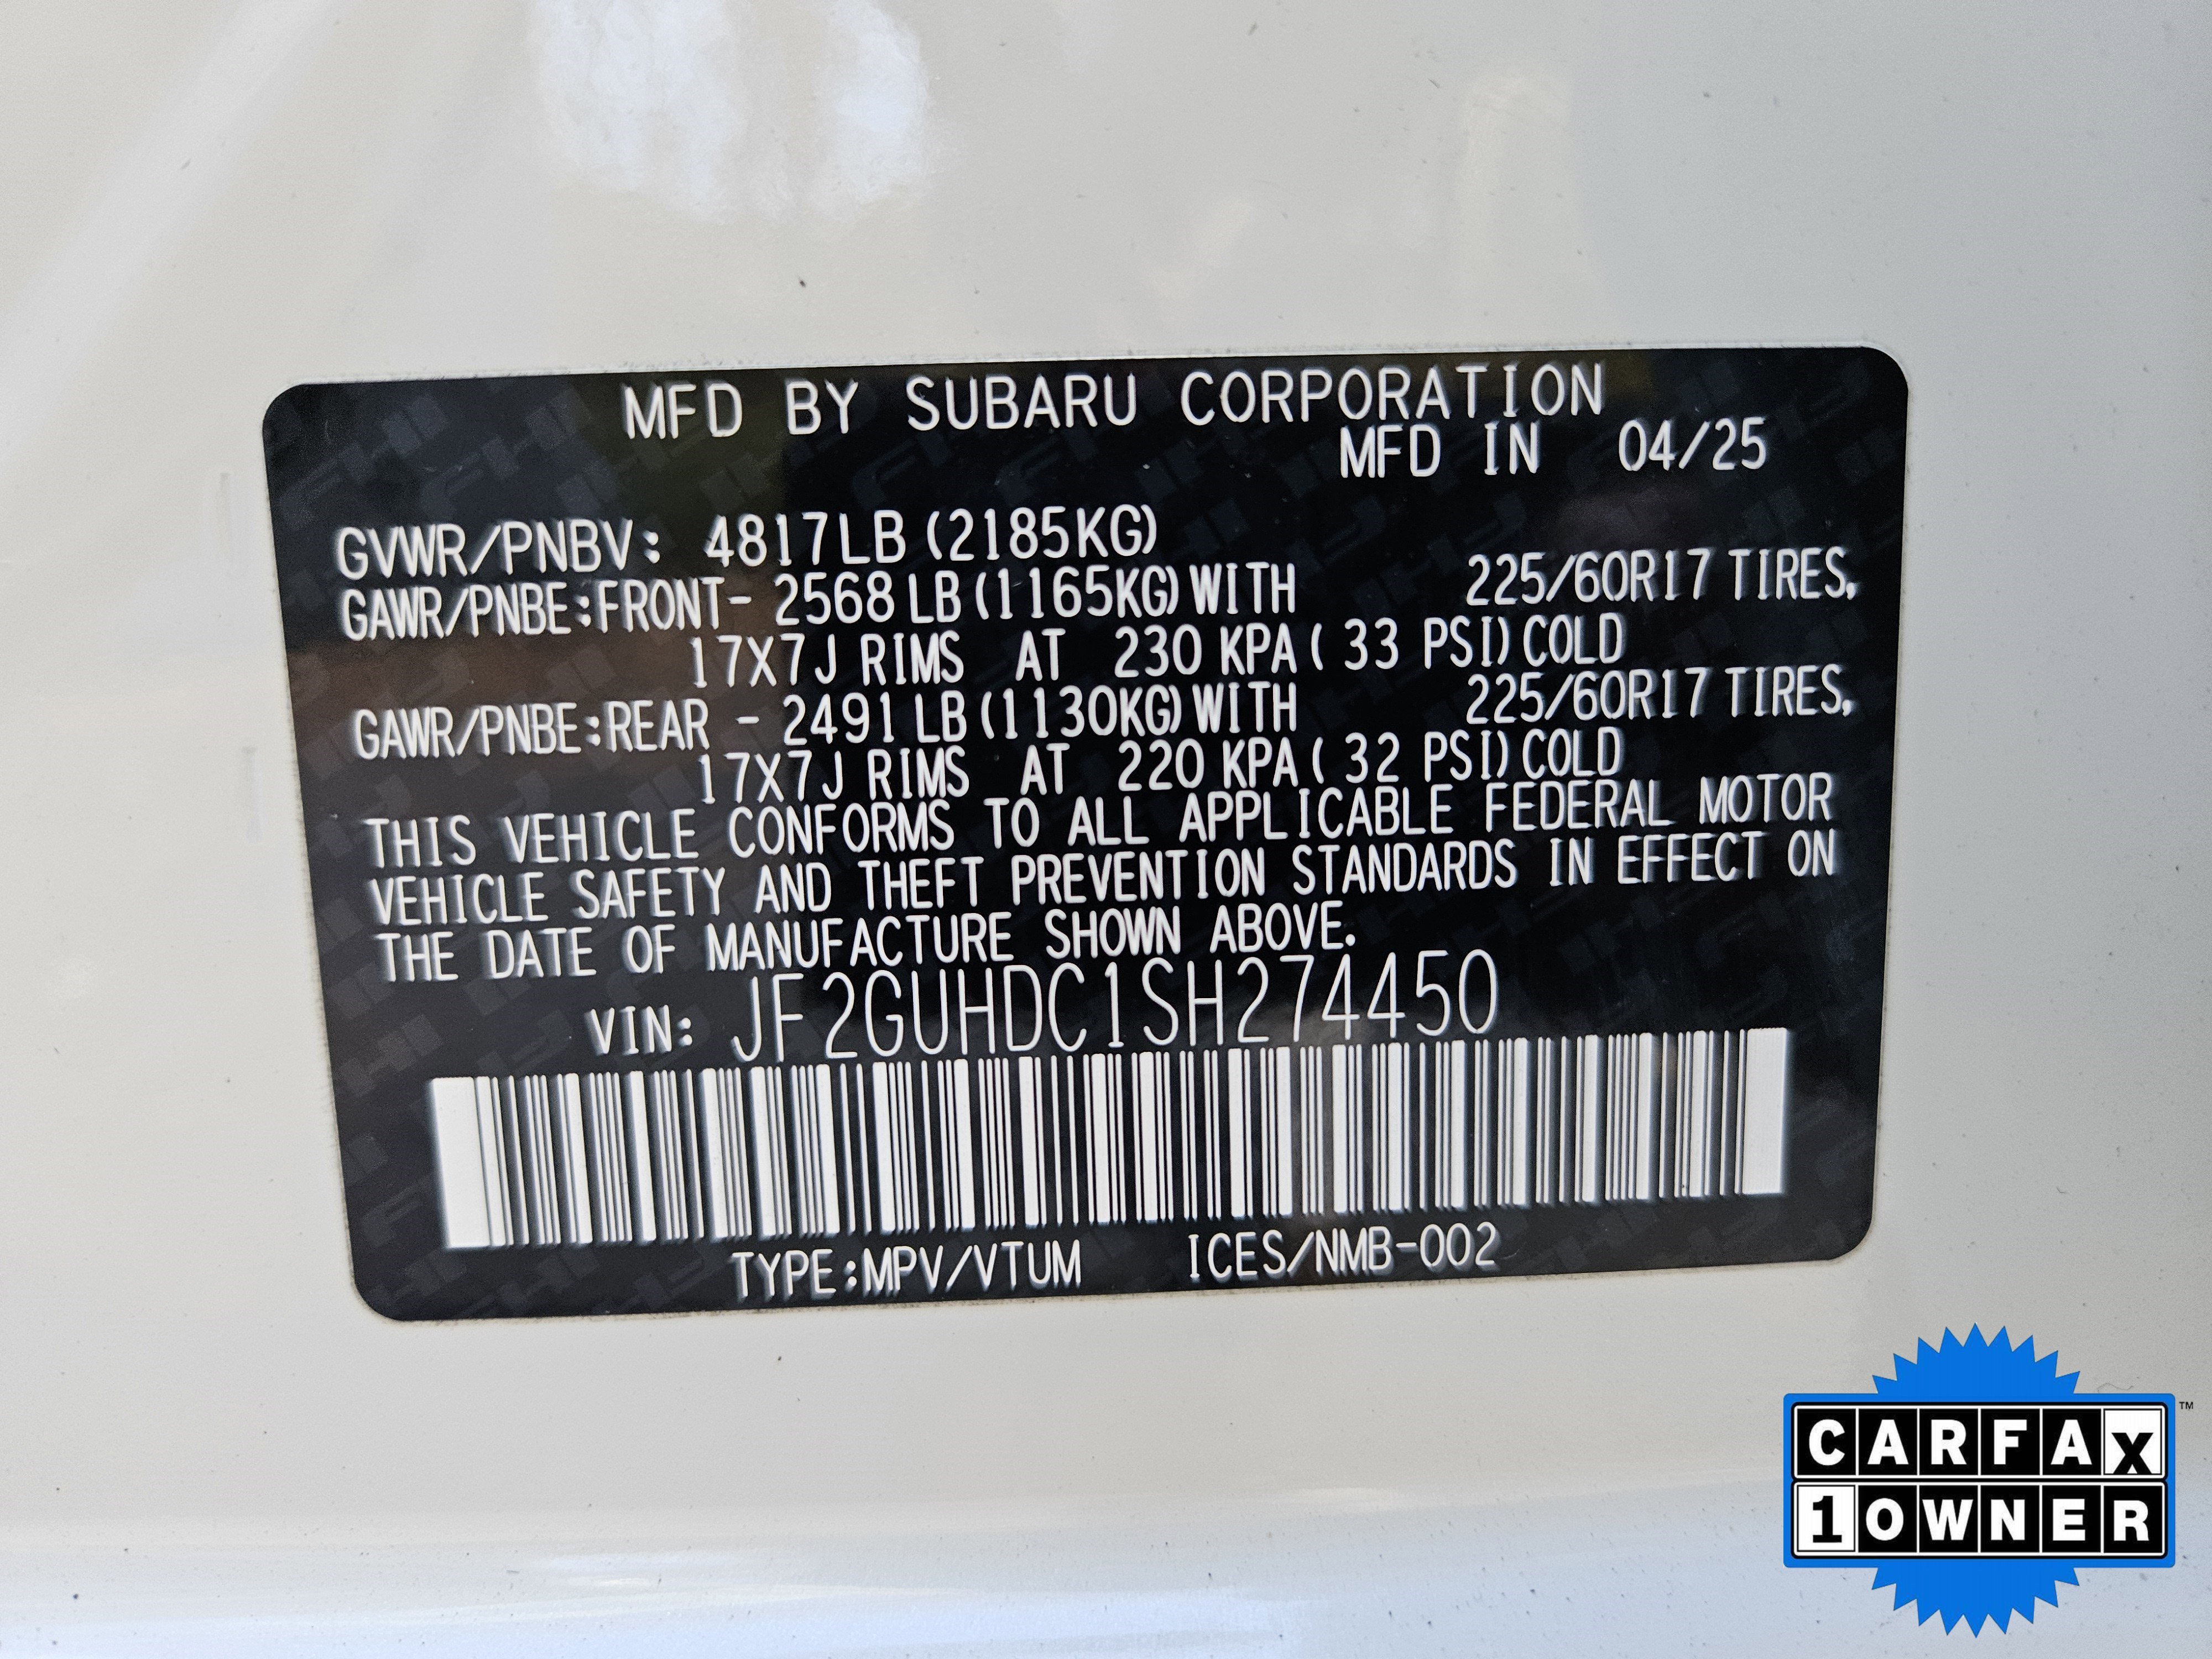 MFD BY SUBARU CORPORATION
MFD IN 04/25
GVWR/PNBV: 4817LB (2185KG)
GAWR/PNBE:FRONT- 2568 LB (1165KG) WITH 225/60R17 TIRES,
17X7J RIMS AT 230 KPA ( 33 PSI) COLD
GAWR/PNBE:REAR - 2491 LB (1130KG) WITH 225/60R17 TIRES,
17X7J RIMS AT 220 KPA ( 32 PSI) COLD
THIS VEHICLE CONFORMS TO ALL APPLICABLE FEDERAL MOTOR
VEHICLE SAFETY AND THEFT PREVENTION STANDARDS IN EFFECT ON
THE DATE OF MANUFACTURE SHOWN ABOVE.
VIN: JF2GUHDC1SH274450
TYPE:MPV/VTUM ICES/NMB-002
CARFAX™
1 OWNER